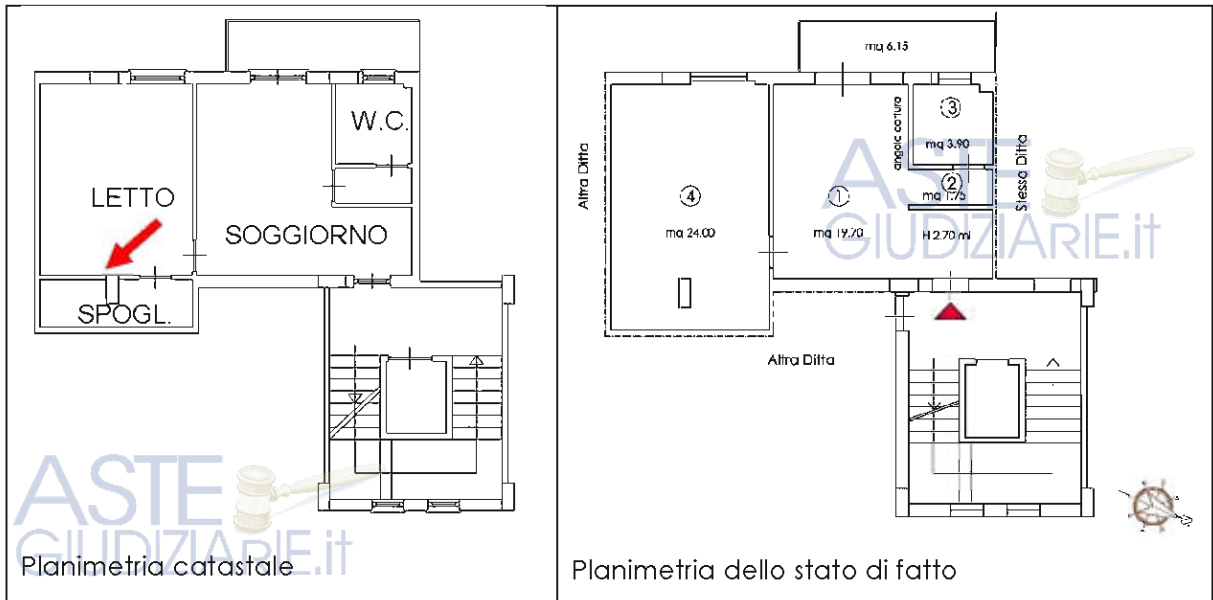 W.C.
LETTO
SOGGIORNO
SPOGL.
ASTE
GIUDIZIARIE.it
Planimetria catastale
mq 6.15
Altra Ditta
angolo cottura
3
mq 3.90
2
mq 1.75
Stessa Ditta
4
mq 24.00
1
mq 19.70
H 2.70 ml
ASTE
GIUDIZIARIE.it
Altra Ditta
Planimetria dello stato di fatto